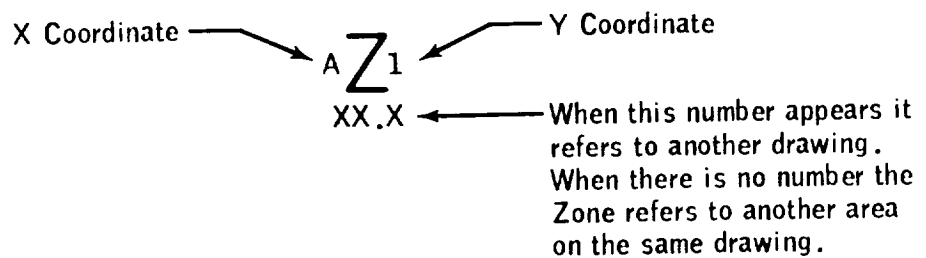 X Coordinate
Y Coordinate
A Z 1
XX.X
When this number appears it
refers to another drawing.
When there is no number the
Zone refers to another area
on the same drawing.